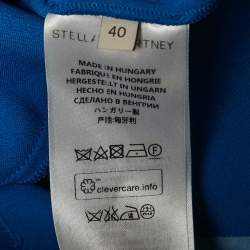 40
STELLA McCARTNEY
MADE IN HUNGARY
FABRIQUE EN HONGRIE
HERGESTELLT IN UNGARN
HECHO EN HUNGRIA
СДЕЛАНО В ВЕНГРИИ
ハンガリー製
产地:匈牙利
clevercare.info